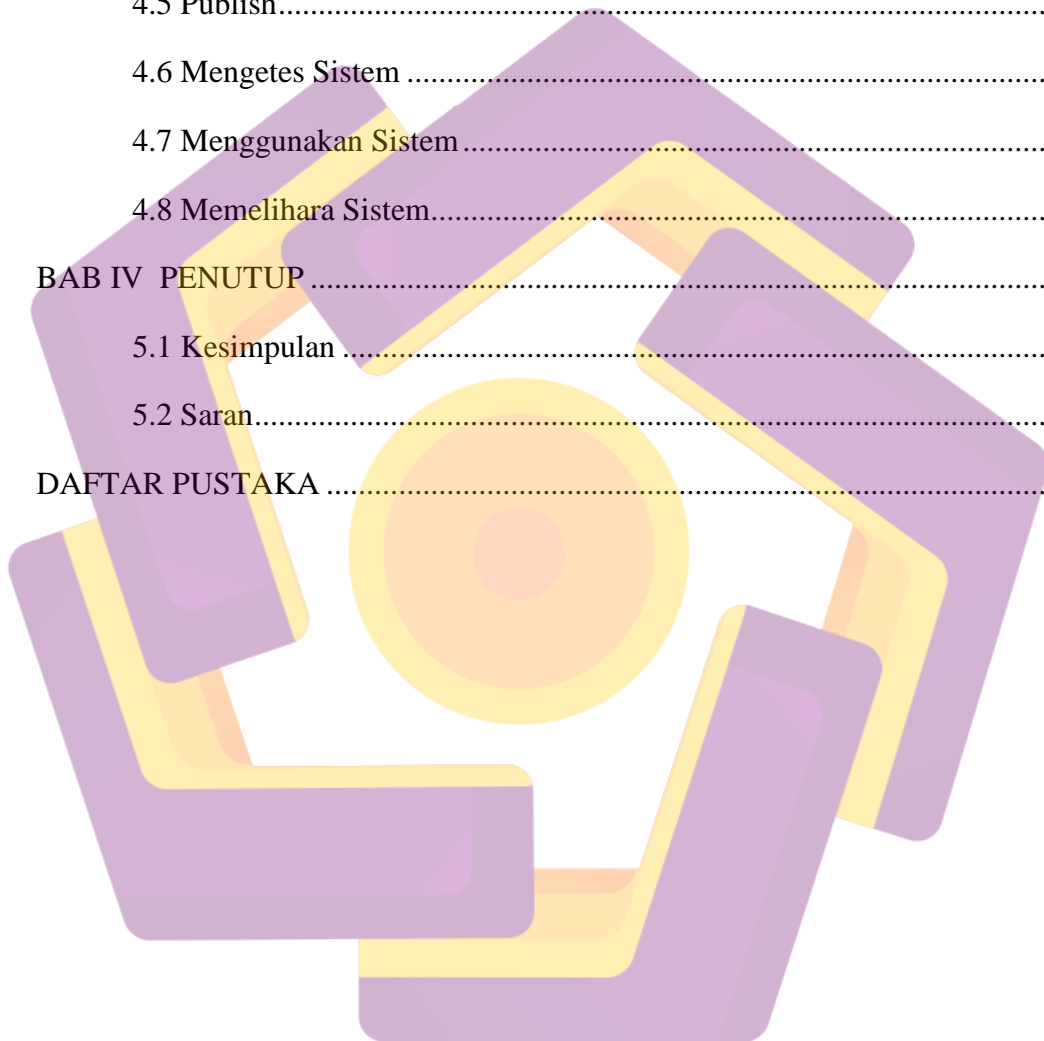 4.5 Publish........................................................................................................
4.6 Mengetes Sistem ........................................................................................
4.7 Menggunakan Sistem................................................................................
4.8 Memelihara Sistem....................................................................................
BAB IV  PENUTUP ............................................................................................
5.1 Kesimpulan ................................................................................................
5.2 Saran...........................................................................................................
DAFTAR PUSTAKA ..........................................................................................